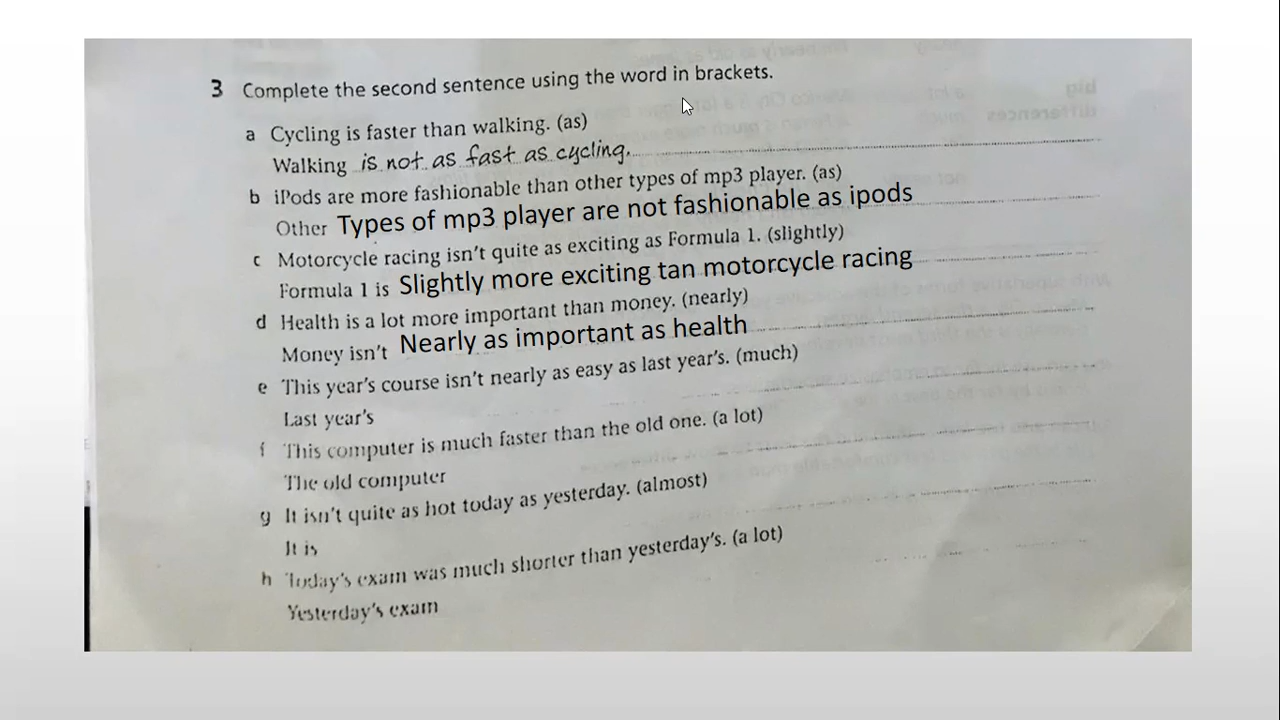 3 Complete the second sentence using the word in brackets.
a Cycling is faster than walking. (as)
Walking is not as fast as cycling.
b iPods are more fashionable than other types of mp3 player. (as)
Other Types of mp3 player are not fashionable as ipods
c Motorcycle racing isn't quite as exciting as Formula 1. (slightly)
Formula 1 is Slightly more exciting tan motorcycle racing
d Health is a lot more important than money. (nearly)
Money isn't Nearly as important as health
e This year's course isn't nearly as easy as last year's. (much)
Last year's
f This computer is much faster than the old one. (a lot)
The old computer
g It isn't quite as hot today as yesterday. (almost)
It is
h Today's exam was much shorter than yesterday's. (a lot)
Yesterday's exam